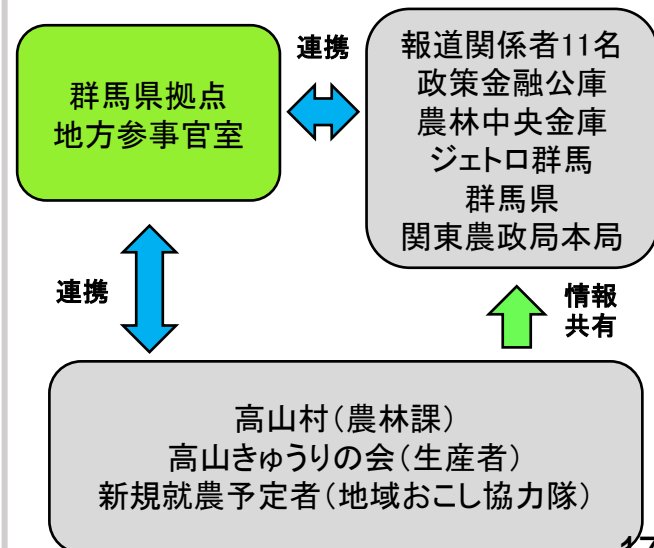 群馬県拠点
地方参事官室
連携
報道関係者11名
政策金融公庫
農林中央金庫
ジェトロ群馬
群馬県
関東農政局本局
連携
情報
共有
高山村（農林課）
高山きゅうりの会（生産者）
新規就農予定者（地域おこし協力隊）
17